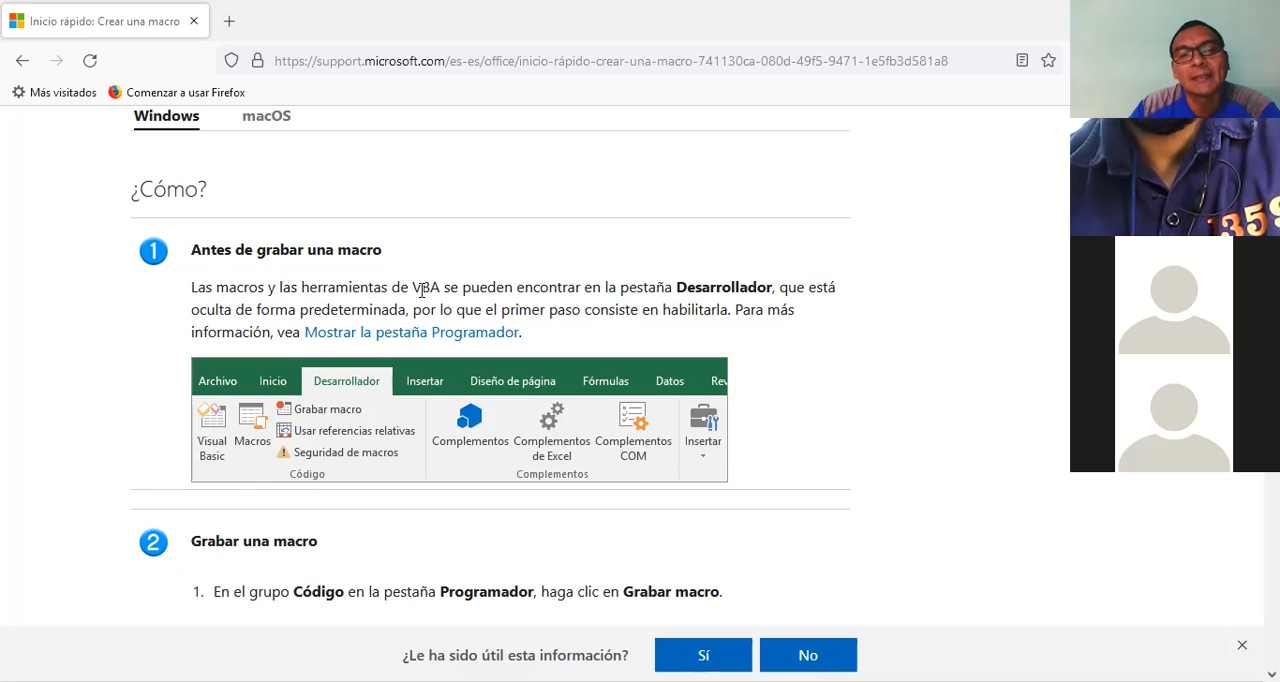 Inicio rápido: Crear una macro
https://support.microsoft.com/es-es/office/inicio-rápido-crear-una-macro-741130ca-080d-49f5-9471-1e5fb3d581a8
Más visitados
Comenzar a usar Firefox
Windows
macOS
¿Cómo?
1
Antes de grabar una macro
Las macros y las herramientas de VBA se pueden encontrar en la pestaña Desarrollador, que está
oculta de forma predeterminada, por lo que el primer paso consiste en habilitarla. Para más
información, vea Mostrar la pestaña Programador.
Archivo Inicio Desarrollador Insertar Diseño de página Fórmulas Datos Rev
Visual
Basic
Macros
Grabar macro
Usar referencias relativas
Seguridad de macros
Código
Complementos
Complementos
de Excel
Complementos
COM
Complementos
Insertar
2
Grabar una macro
1. En el grupo Código en la pestaña Programador, haga clic en Grabar macro.
¿Le ha sido útil esta información?
Sí
No
1359